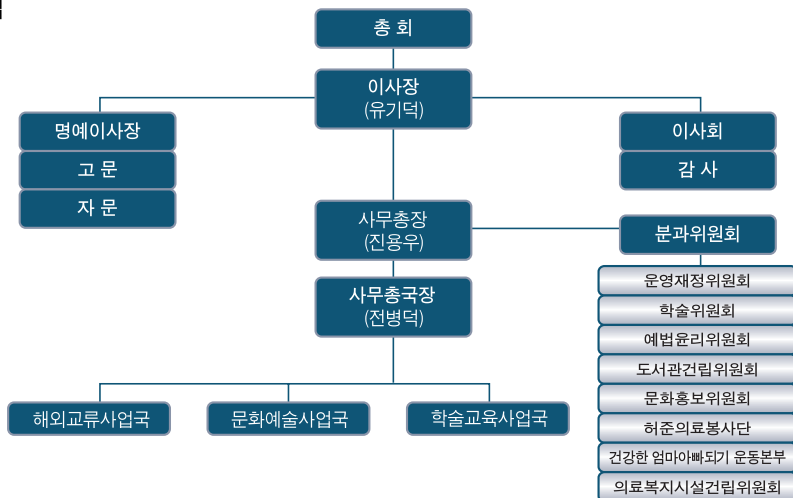 총 회
이사장
(유기덕)
명예이사장
고 문
자 문
이사회
감 사
사무총장
(진용우)
분과위원회
사무총국장
(전병덕)
운영재정위원회
학술위원회
예법윤리위원회
도서관건립위원회
문화홍보위원회
허준의료봉사단
건강한 엄마아빠되기 운동본부
의료복지시설건립위원회
해외교류사업국
문화예술사업국
학술교육사업국